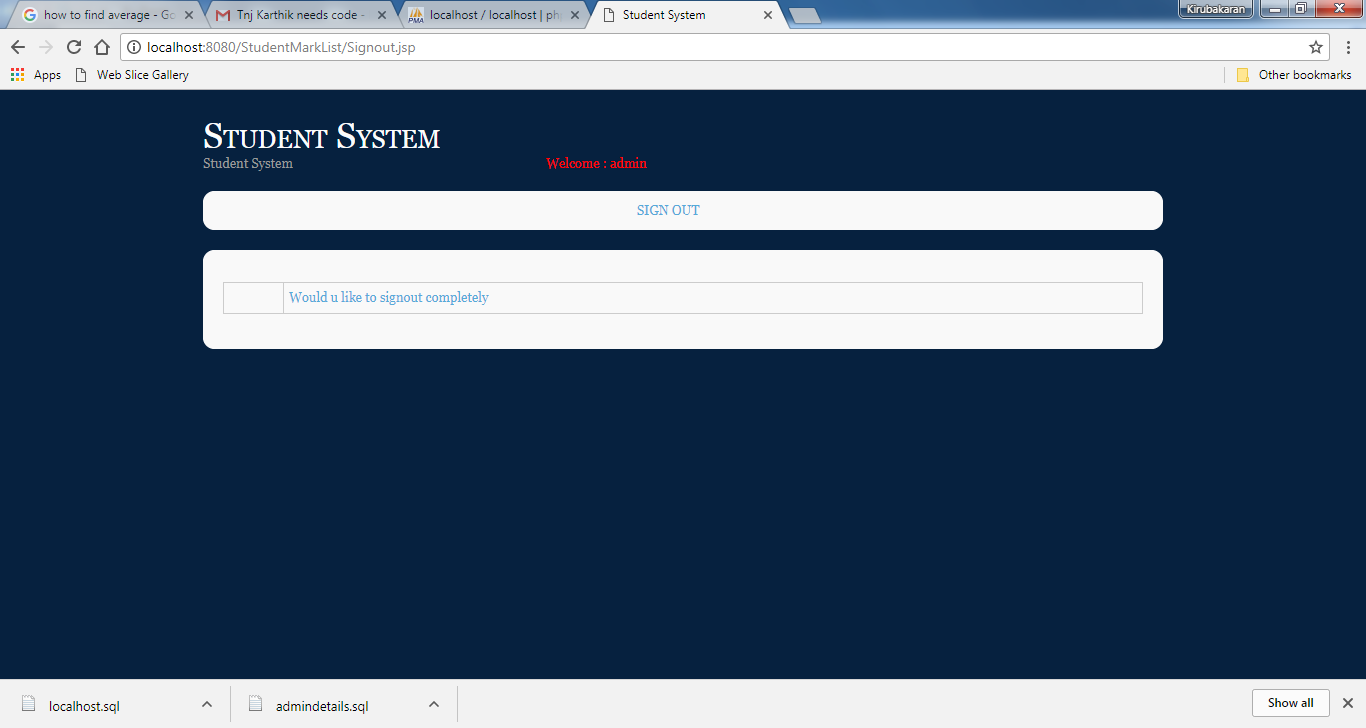 how to find average - Go
Tnj Karthik needs code -
localhost / localhost | ph
Student System
Kirubakaran
localhost:8080/StudentMarkList/Signout.jsp
Apps
Web Slice Gallery
Other bookmarks
Student System
Student System
Welcome : admin
SIGN OUT
Would u like to signout completely
localhost.sql
admindetails.sql
Show all